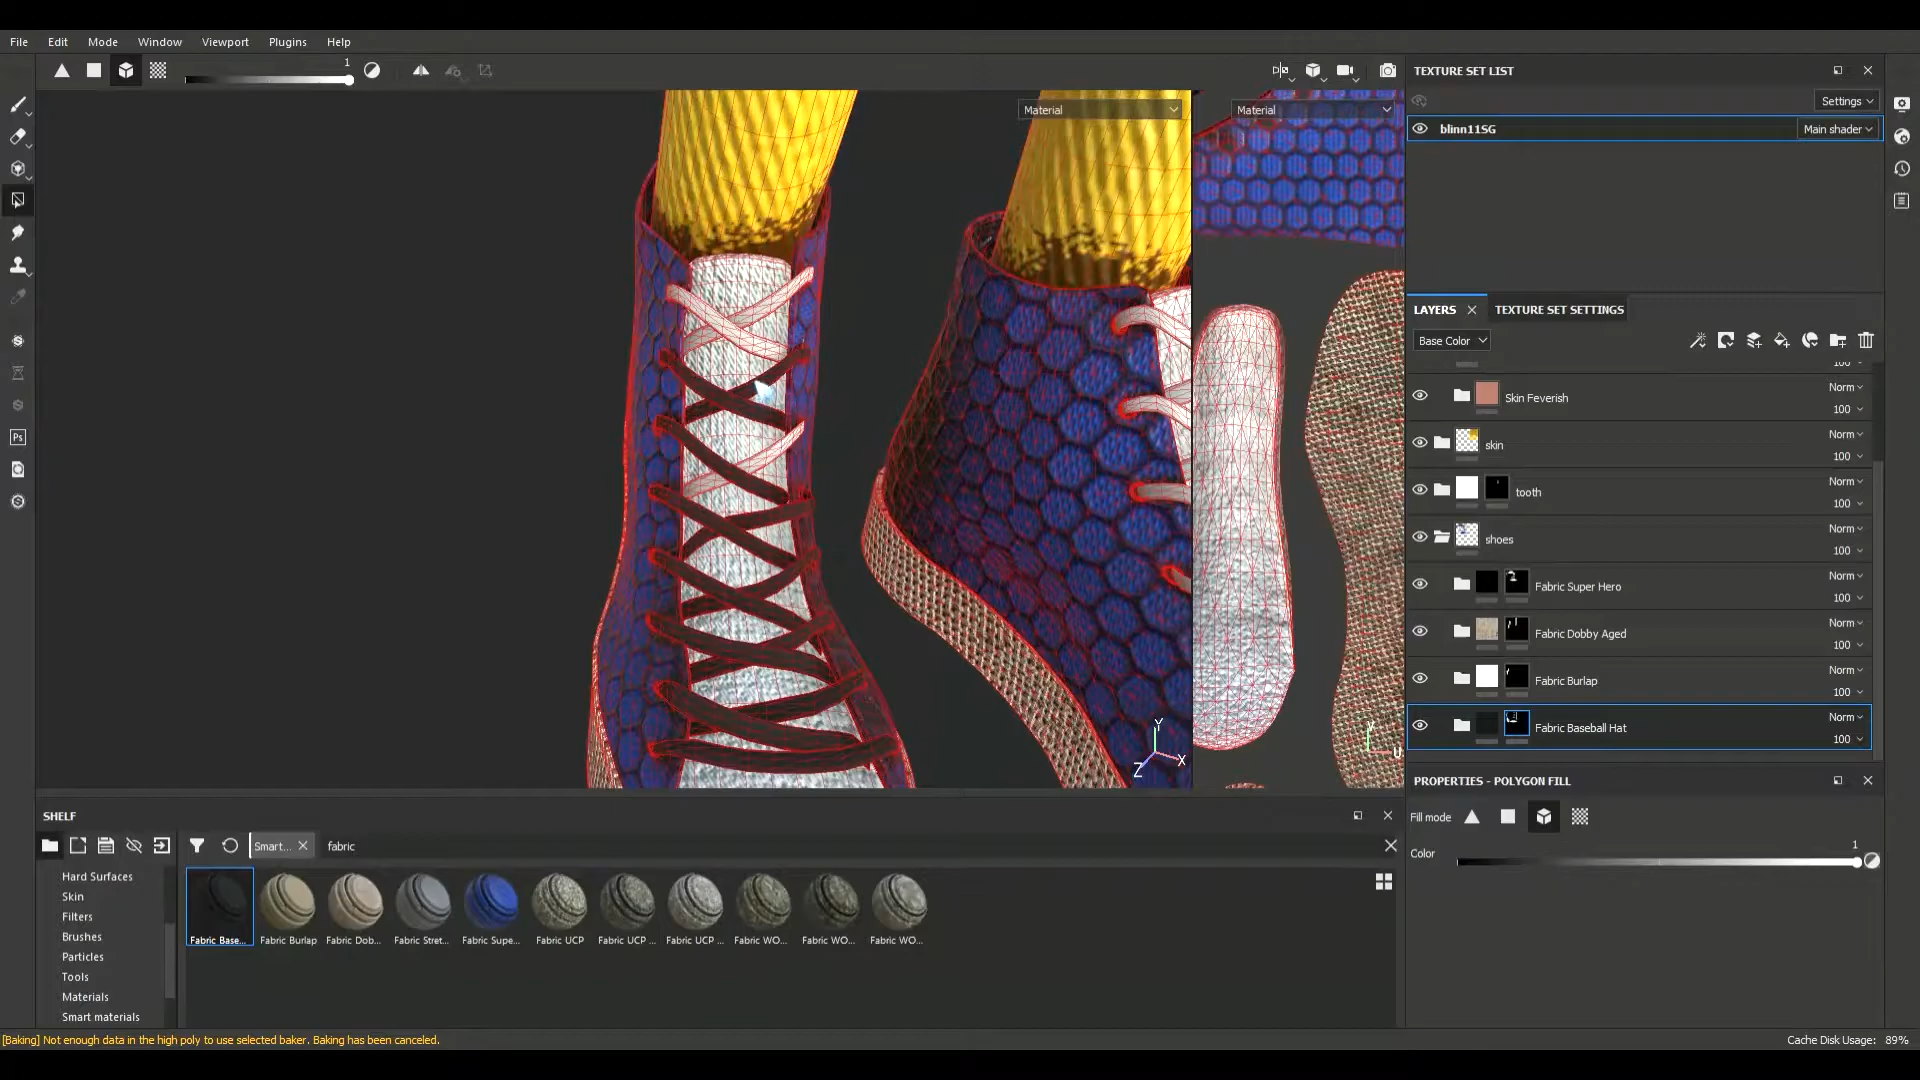 File Edit Mode Window Viewport Plugins Help
1
Material
Material
TEXTURE SET LIST
Settings
blinn11SG
Main shader
LAYERS
TEXTURE SET SETTINGS
Base Color
Skin Feverish
Norm
100
skin
Norm
100
tooth
Norm
100
shoes
Norm
100
Fabric Super Hero
Norm
100
Fabric Dobby Aged
Norm
100
Fabric Burlap
Norm
100
Fabric Baseball Hat
Norm
100
Ps
Y
X
Z
U
PROPERTIES - POLYGON FILL
Fill mode
Color
1
SHELF
Smart...
fabric
Hard Surfaces
Skin
Filters
Brushes
Particles
Tools
Materials
Smart materials
Fabric Base... Fabric Burlap Fabric Dob... Fabric Stret... Fabric Supe... Fabric UCP Fabric UCP ... Fabric UCP ... Fabric WO... Fabric WO... Fabric WO...
[Baking] Not enough data in the high poly to use selected baker. Baking has been canceled.
Cache Disk Usage: 89%